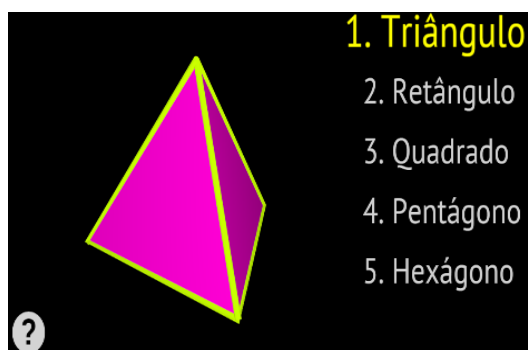 1. Triângulo
2. Retângulo
3. Quadrado
4. Pentágono
5. Hexágono
?